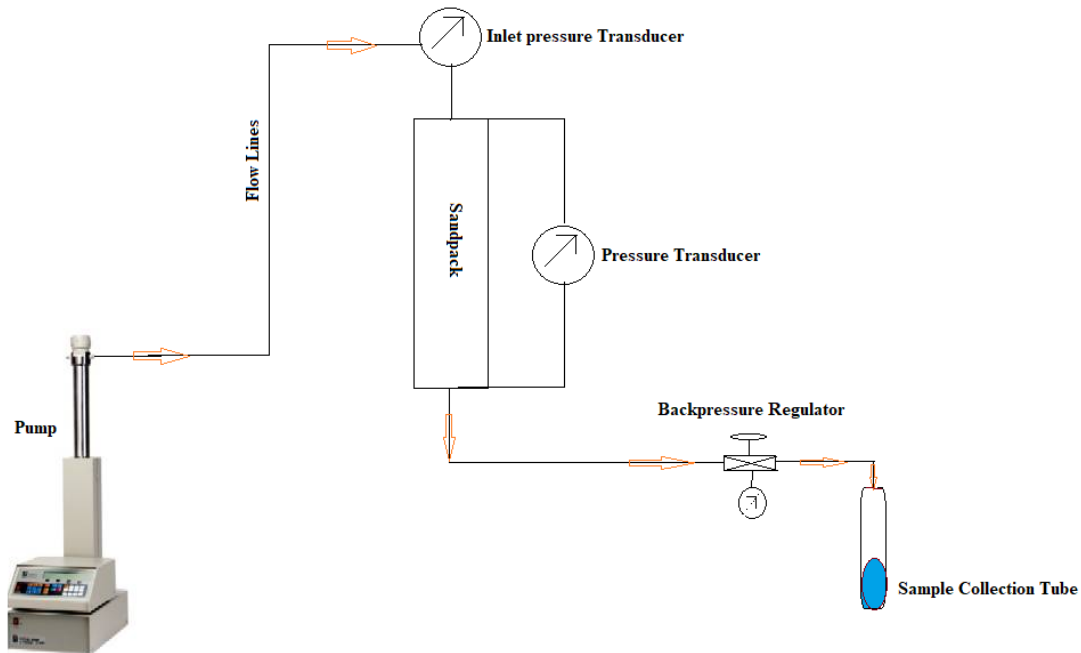 Inlet pressure Transducer
Flow Lines
Sandpack
Pressure Transducer
Pump
Backpressure Regulator
Sample Collection Tube